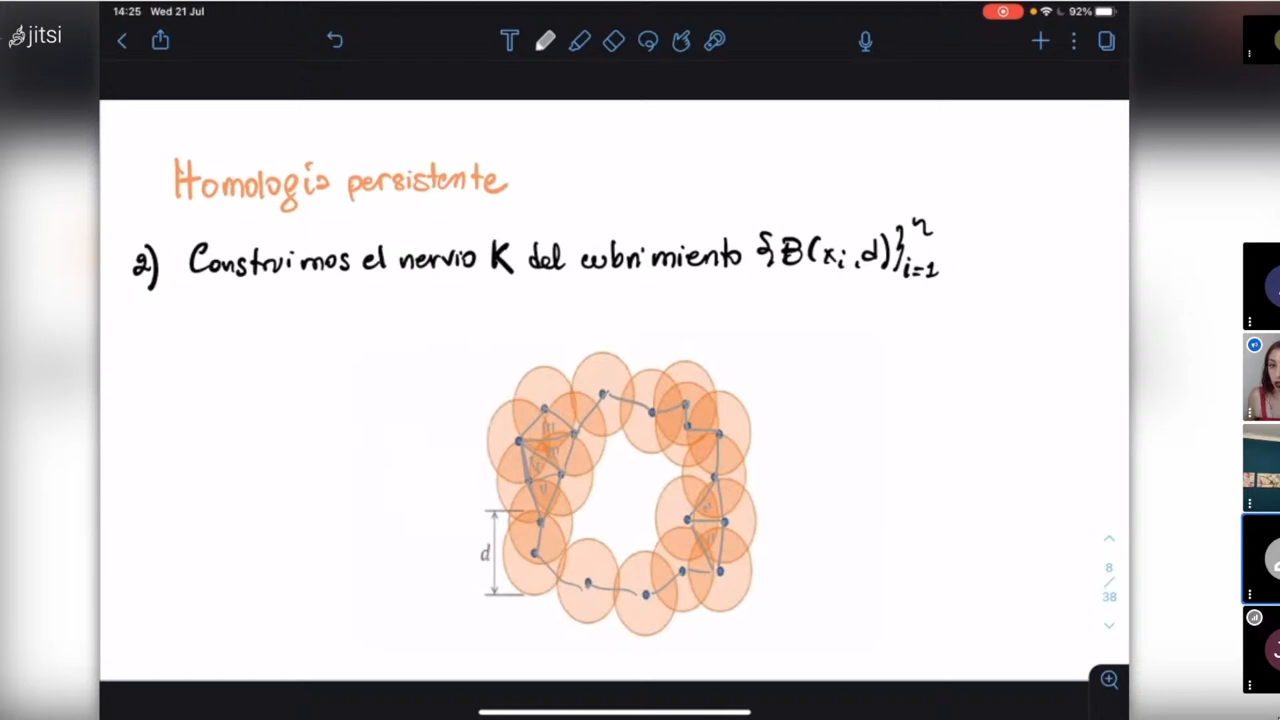 14:25 Wed 21 Jul
92%
jitsi
Homología persistente
2) Construimos el nervio K del cubrimiento {B(xᵢ,d)}ⁿᵢ₌₁
d
8
/
38